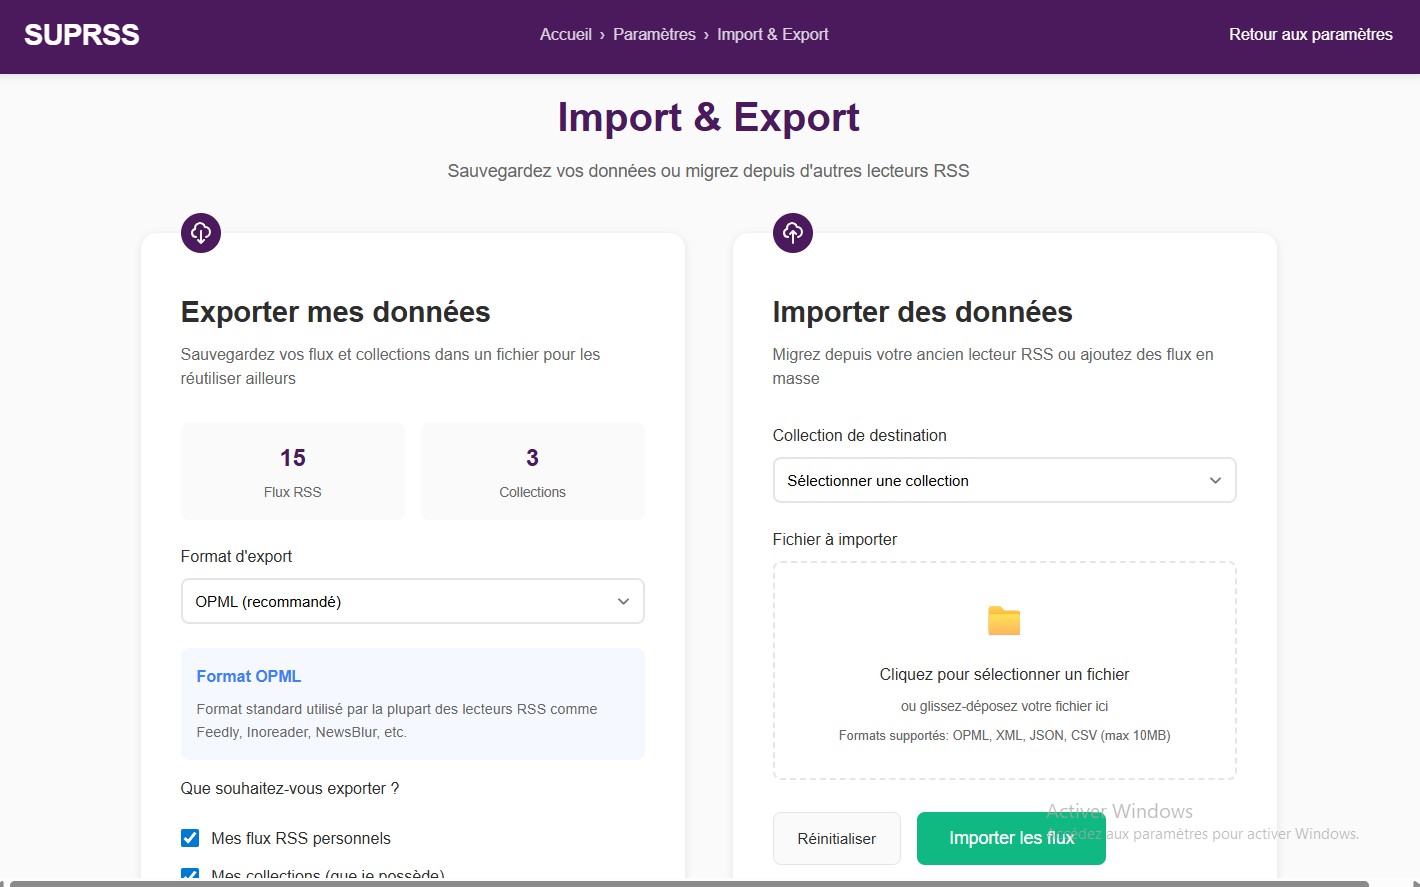 SUPRSS
Accueil › Paramètres › Import & Export
Retour aux paramètres
Import & Export
Sauvegardez vos données ou migrez depuis d'autres lecteurs RSS
Exporter mes données
Sauvegardez vos flux et collections dans un fichier pour les
réutiliser ailleurs
15
Flux RSS
3
Collections
Format d'export
OPML (recommandé)
Format OPML
Format standard utilisé par la plupart des lecteurs RSS comme
Feedly, Inoreader, NewsBlur, etc.
Que souhaitez-vous exporter ?
Mes flux RSS personnels
Mes collections (que je possède)
Importer des données
Migrez depuis votre ancien lecteur RSS ou ajoutez des flux en
masse
Collection de destination
Sélectionner une collection
Fichier à importer
Cliquez pour sélectionner un fichier
ou glissez-déposez votre fichier ici
Formats supportés: OPML, XML, JSON, CSV (max 10MB)
Réinitialiser
Importer les flux
Activer Windows
Accédez aux paramètres pour activer Windows.